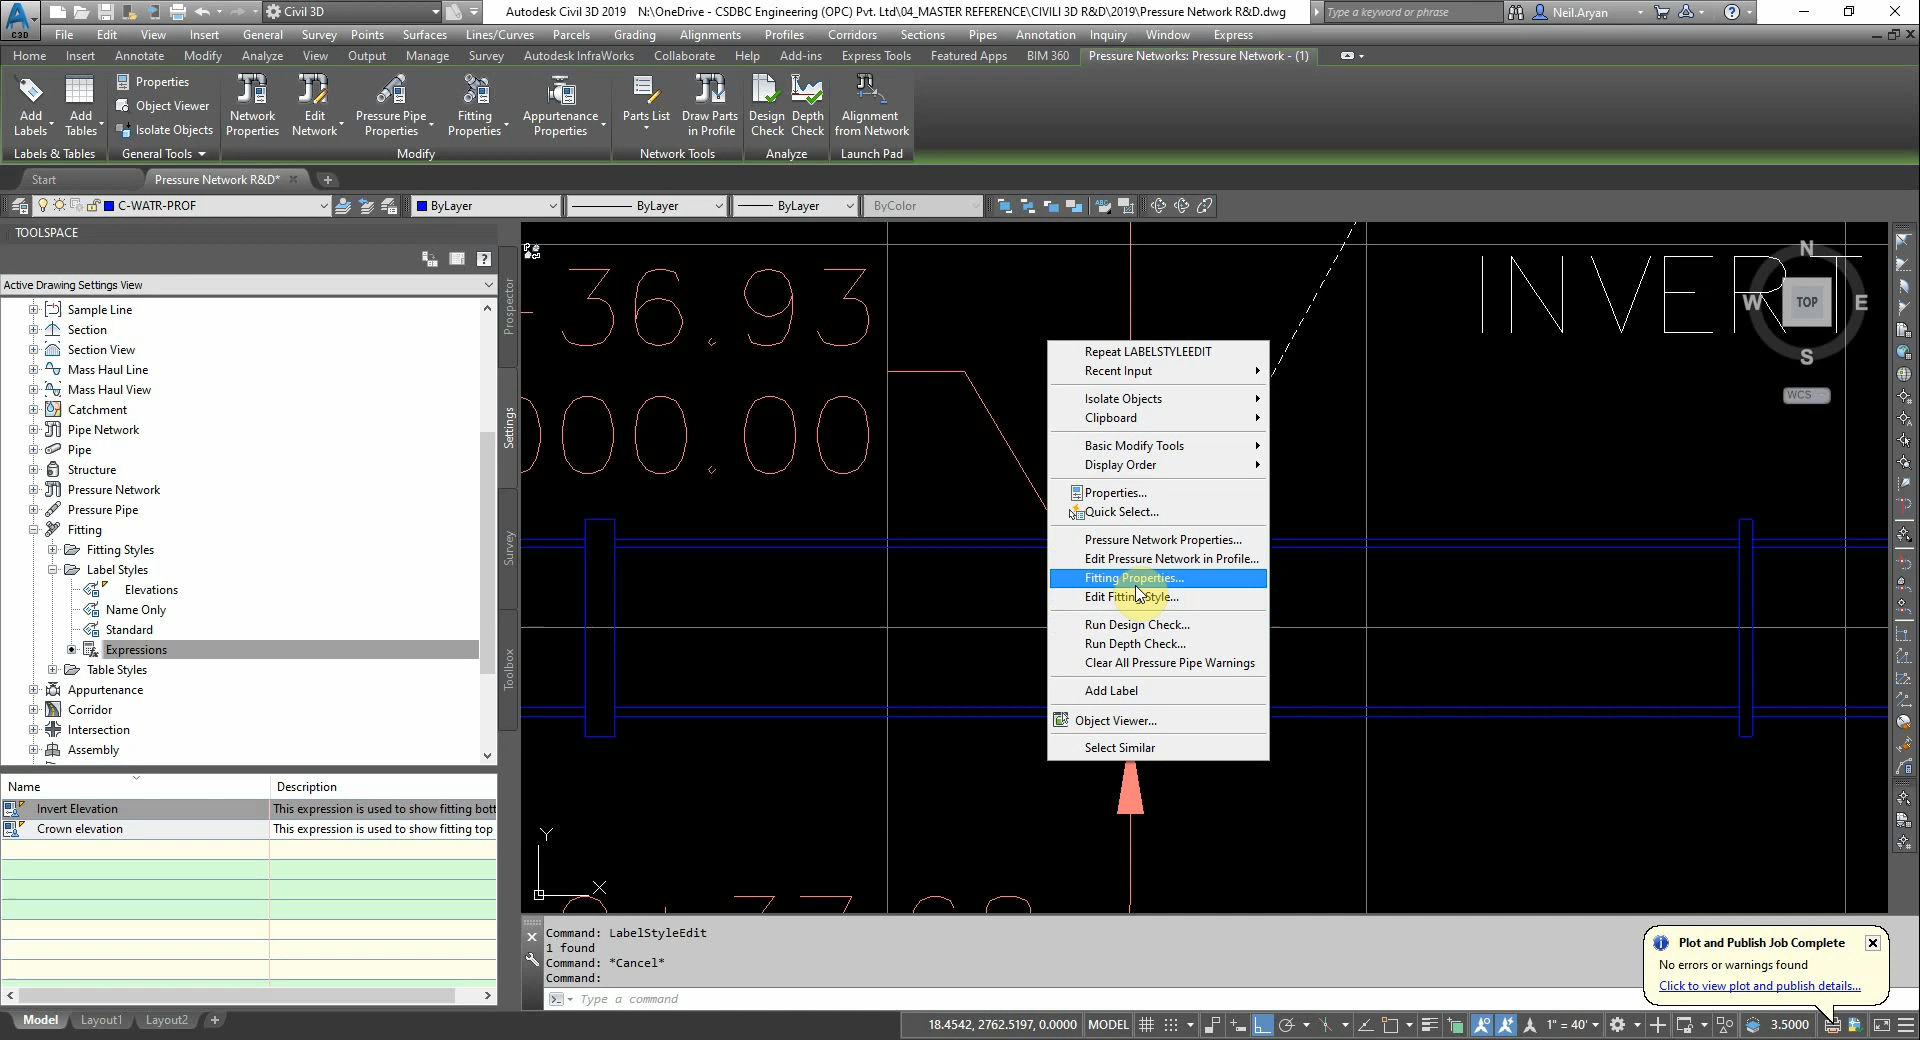 Civil 3D
Autodesk Civil 3D 2019 N:\OneDrive - CSDBC Engineering (OPC) Pvt. Ltd\04_MASTER REFERENCE\CIVILI 3D R&D\2019\Pressure Network R&D.dwg
Type a keyword or phrase
Neil.Aryan
C3D
File Edit View Insert General Survey Points Surfaces Lines/Curves Parcels Grading Alignments Profiles Corridors Sections Pipes Annotation Inquiry Window Express
Home Insert Annotate Modify Analyze View Output Manage Survey Autodesk InfraWorks Collaborate Help Add-ins Express Tools Featured Apps BIM 360 Pressure Networks: Pressure Network - (1)
Add Labels
Add Tables
Properties
Object Viewer
Isolate Objects
Network Properties
Edit Network
Pressure Pipe Properties
Fitting Properties
Appurtenance Properties
Parts List
Draw Parts in Profile
Design Check
Depth Check
Alignment from Network
Labels & Tables General Tools Modify Network Tools Analyze Launch Pad
Start Pressure Network R&D*
C-WATR-PROF ByLayer ByLayer ByLayer ByColor
TOOLSPACE
Active Drawing Settings View
Sample Line
Section
Section View
Mass Haul Line
Mass Haul View
Catchment
Pipe Network
Pipe
Structure
Pressure Network
Pressure Pipe
Fitting
Fitting Styles
Label Styles
Elevations
Name Only
Standard
Expressions
Table Styles
Appurtenance
Corridor
Intersection
Assembly
Prospector
Settings
Survey
Toolbox
Name Description
Invert Elevation This expression is used to show fitting bott
Crown elevation This expression is used to show fitting top
36.93
000.00
INVERT
N
W TOP E
S
WCS
Repeat LABELSTYLEEDIT
Recent Input
Isolate Objects
Clipboard
Basic Modify Tools
Display Order
Properties...
Quick Select...
Pressure Network Properties...
Edit Pressure Network in Profile...
Fitting Properties...
Edit Fitting Style...
Run Design Check...
Run Depth Check...
Clear All Pressure Pipe Warnings
Add Label
Object Viewer...
Select Similar
Y
X
Command: LabelStyleEdit
1 found
Command: *Cancel*
Command:
Type a command
Plot and Publish Job Complete
No errors or warnings found
Click to view plot and publish details...
Model Layout1 Layout2
18.4542, 2762.5197, 0.0000 MODEL 1" = 40' 3.5000